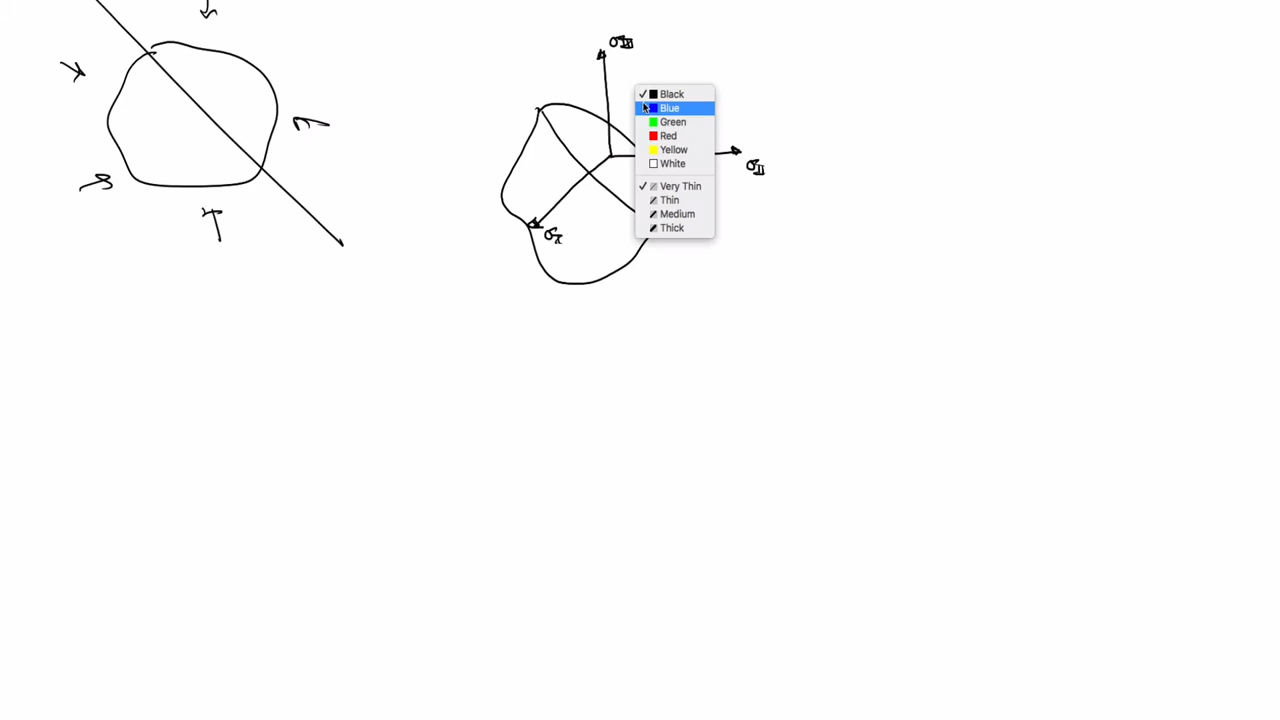 σIII
Black
Blue
Green
Red
Yellow
White
σII
Very Thin
Thin
Medium
Thick
σI